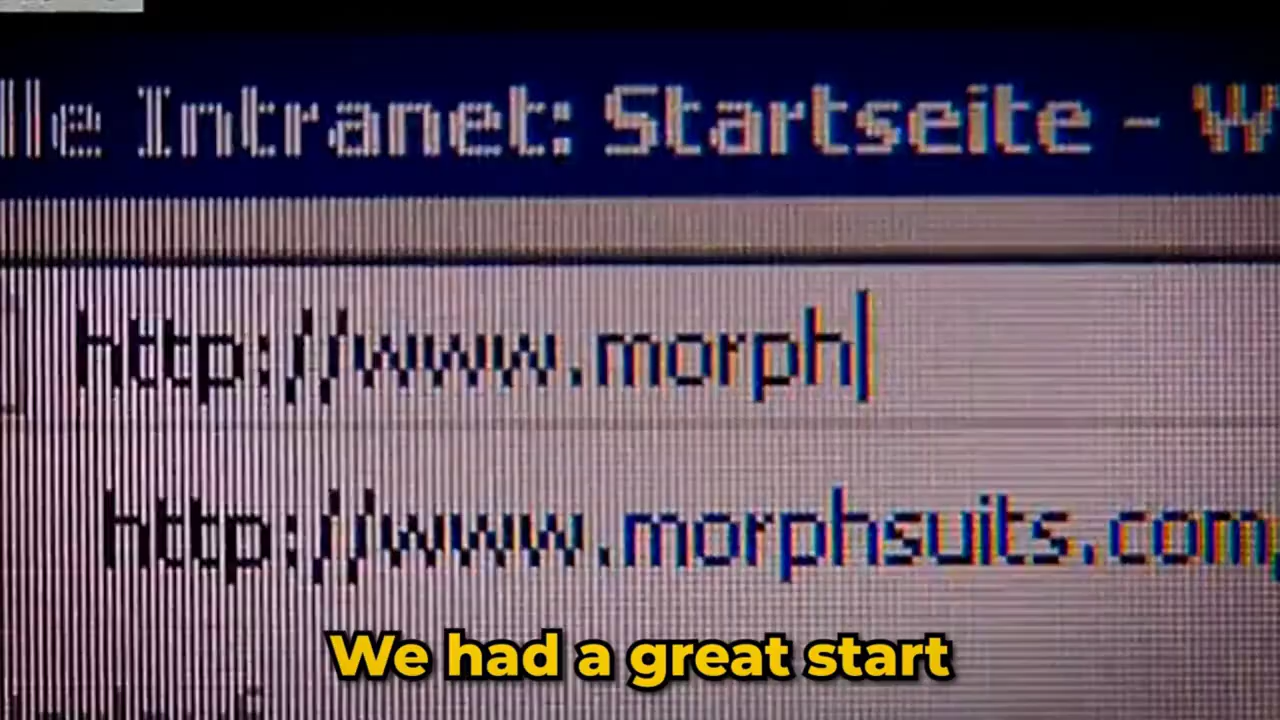 lle Intranet: Startseite - W
http://www.morph
http://www.morphsuits.com
We had a great start